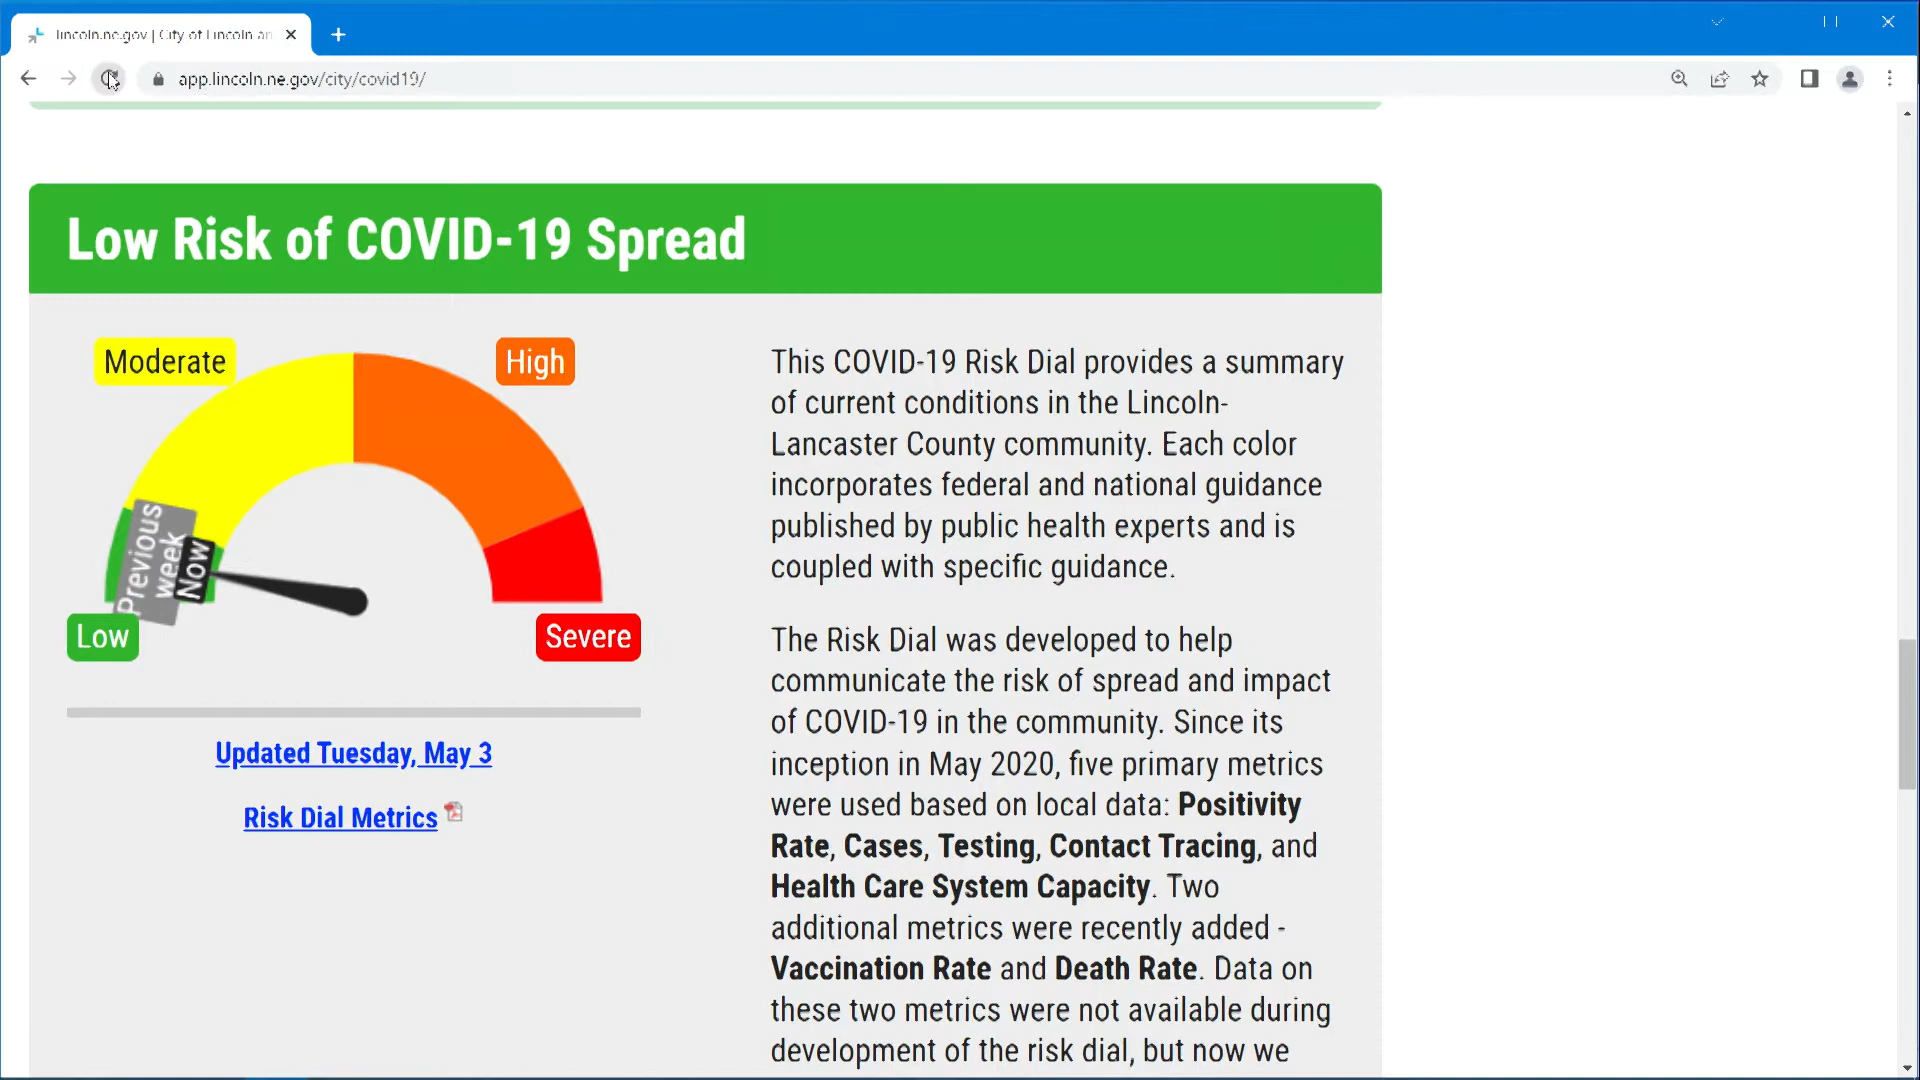 lincoln.ne.gov | City of Lincoln an
app.lincoln.ne.gov/city/covid19/
Low Risk of COVID-19 Spread
Moderate
High
Previous
week
Now
Low
Severe
Updated Tuesday, May 3
Risk Dial Metrics
This COVID-19 Risk Dial provides a summary
of current conditions in the Lincoln-
Lancaster County community. Each color
incorporates federal and national guidance
published by public health experts and is
coupled with specific guidance.
The Risk Dial was developed to help
communicate the risk of spread and impact
of COVID-19 in the community. Since its
inception in May 2020, five primary metrics
were used based on local data: Positivity
Rate, Cases, Testing, Contact Tracing, and
Health Care System Capacity. Two
additional metrics were recently added -
Vaccination Rate and Death Rate. Data on
these two metrics were not available during
development of the risk dial, but now we